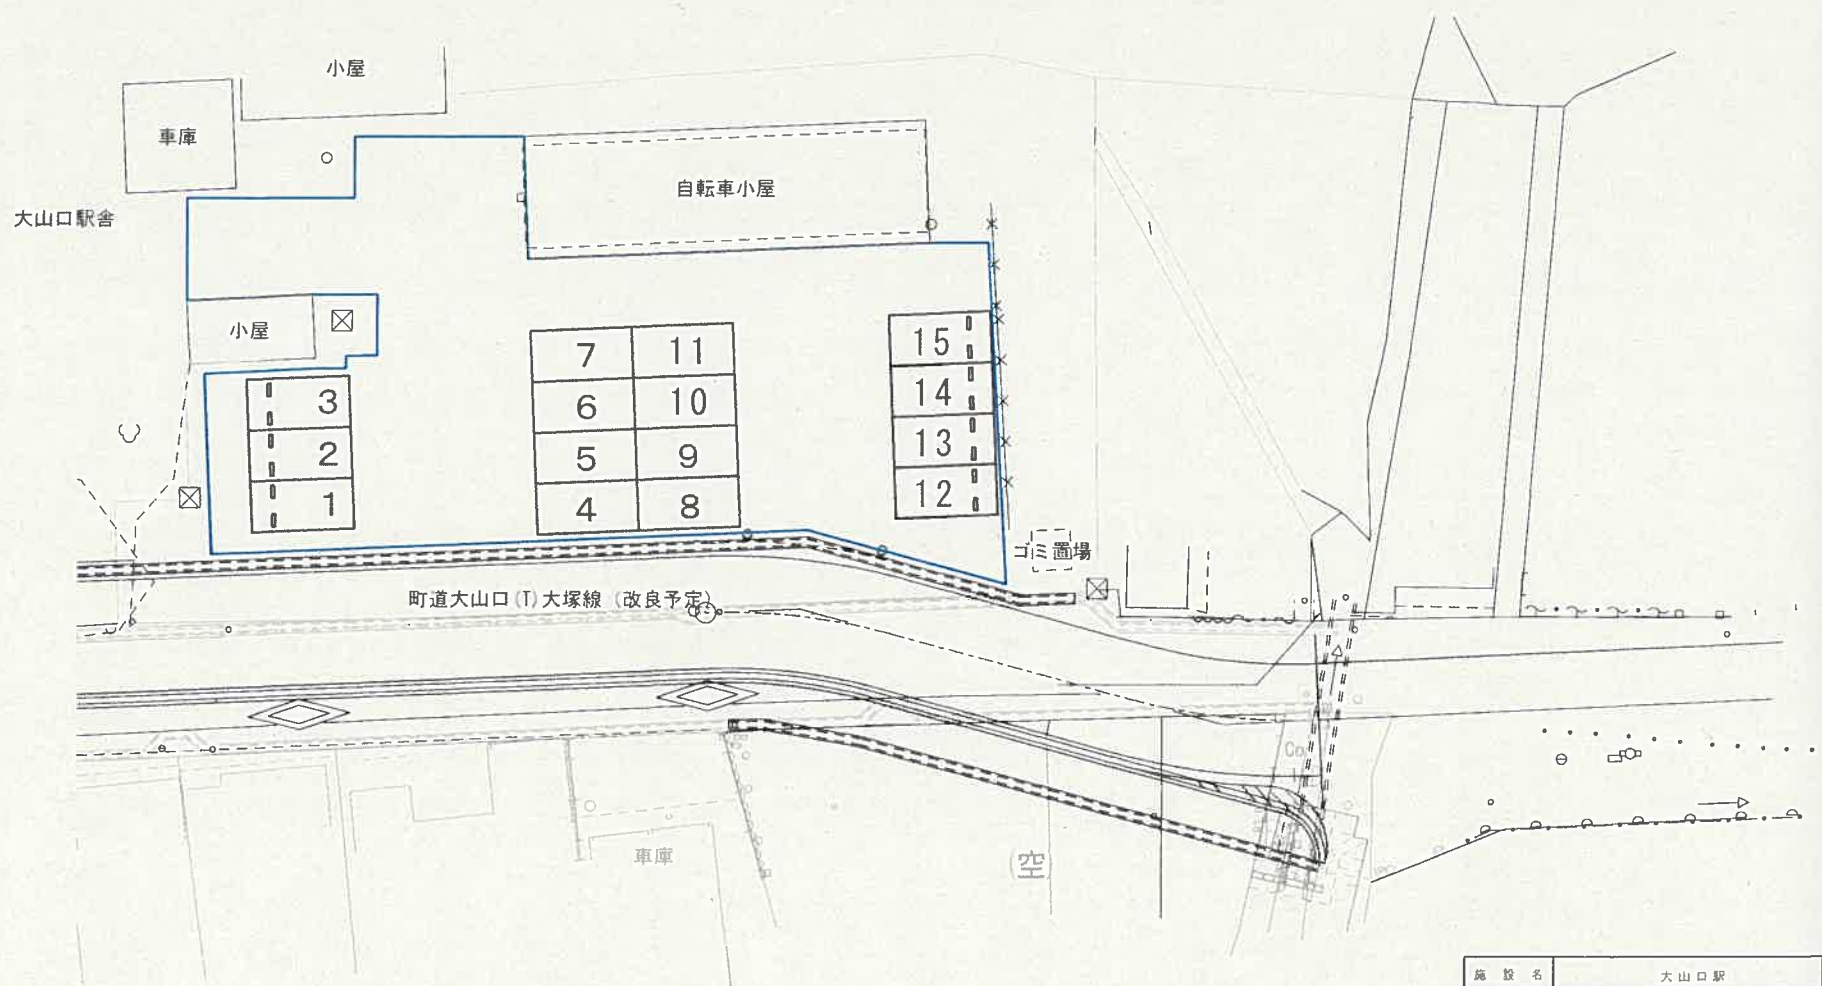 小屋
車庫
自転車小屋
大山口駅舎
小屋
7 11
6 10
5 9
4 8
3
2
1
15
14
13
12
ゴミ置場
町道大山口(T)大塚線 (改良予定)
Co
車庫
(空)
施設名 大山口駅